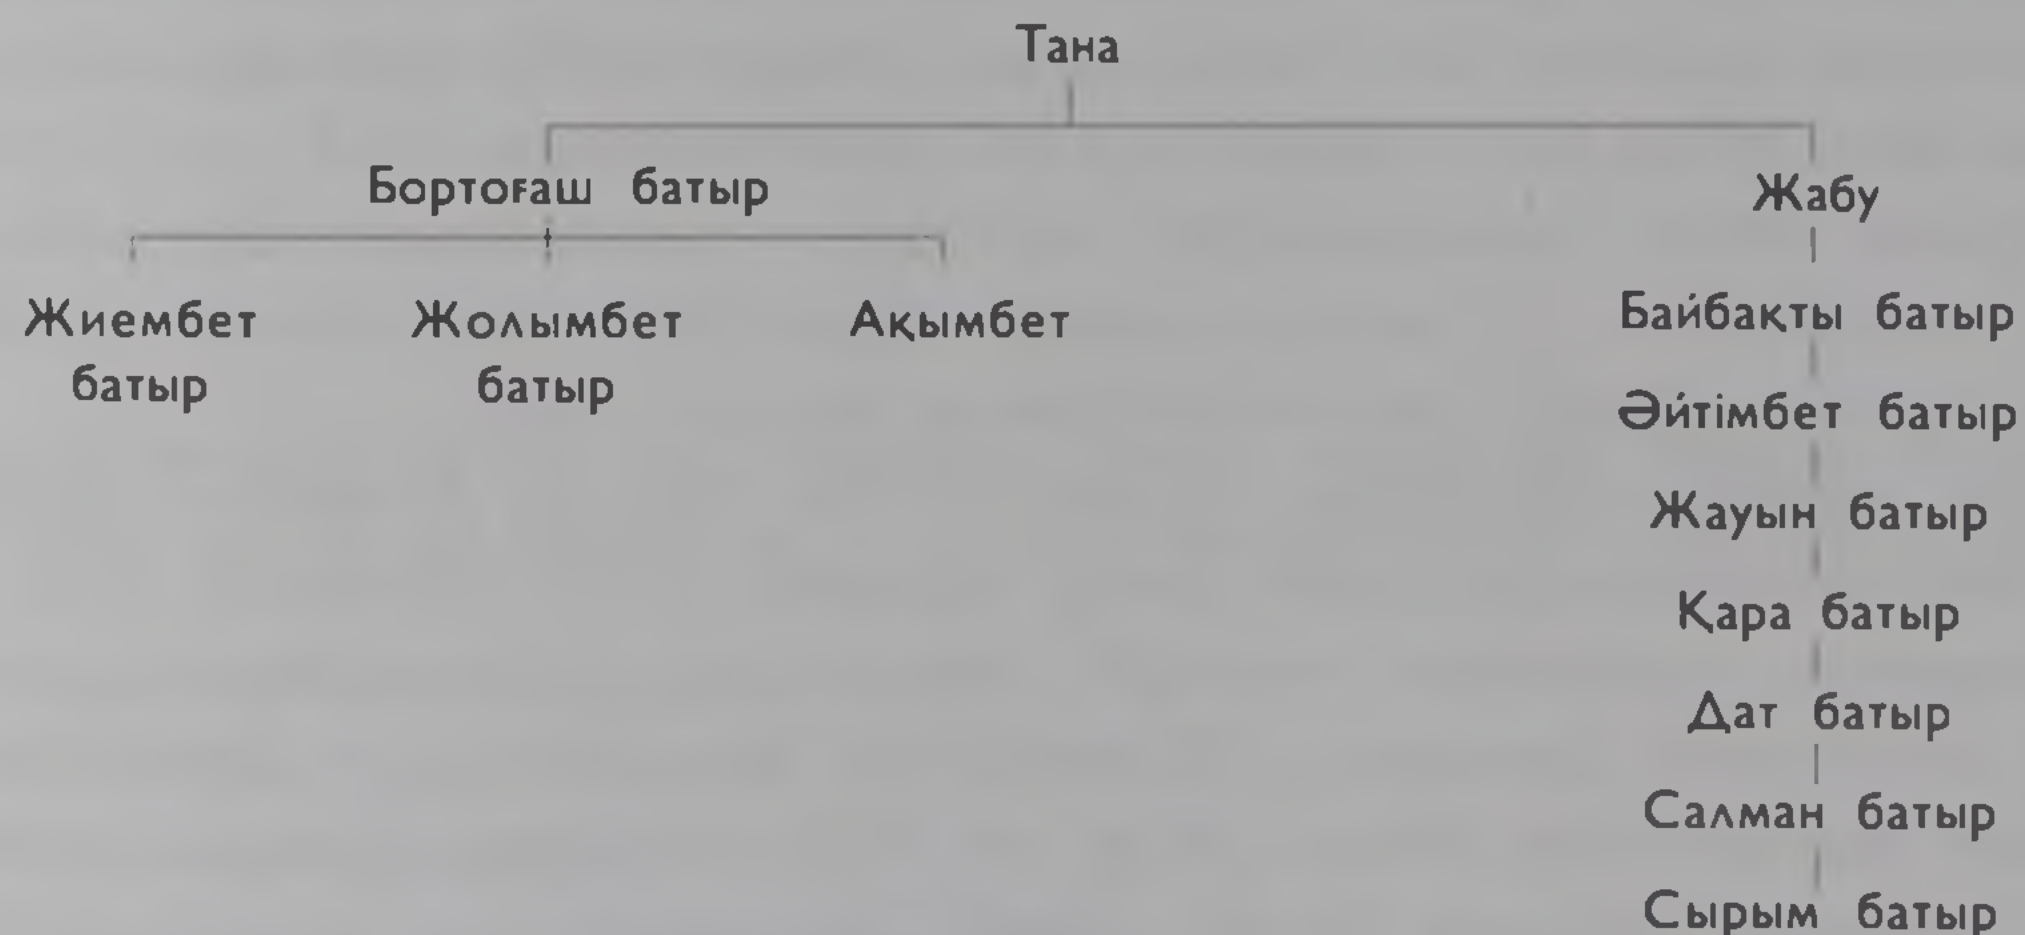 Тана
Бортоғаш батыр
Жабу
Жиембет
батыр
Жолымбет
батыр
Ақымбет
Байбақты батыр
Әйтімбет батыр
Жауын батыр
Қара батыр
Дат батыр
Салман батыр
Сырым батыр